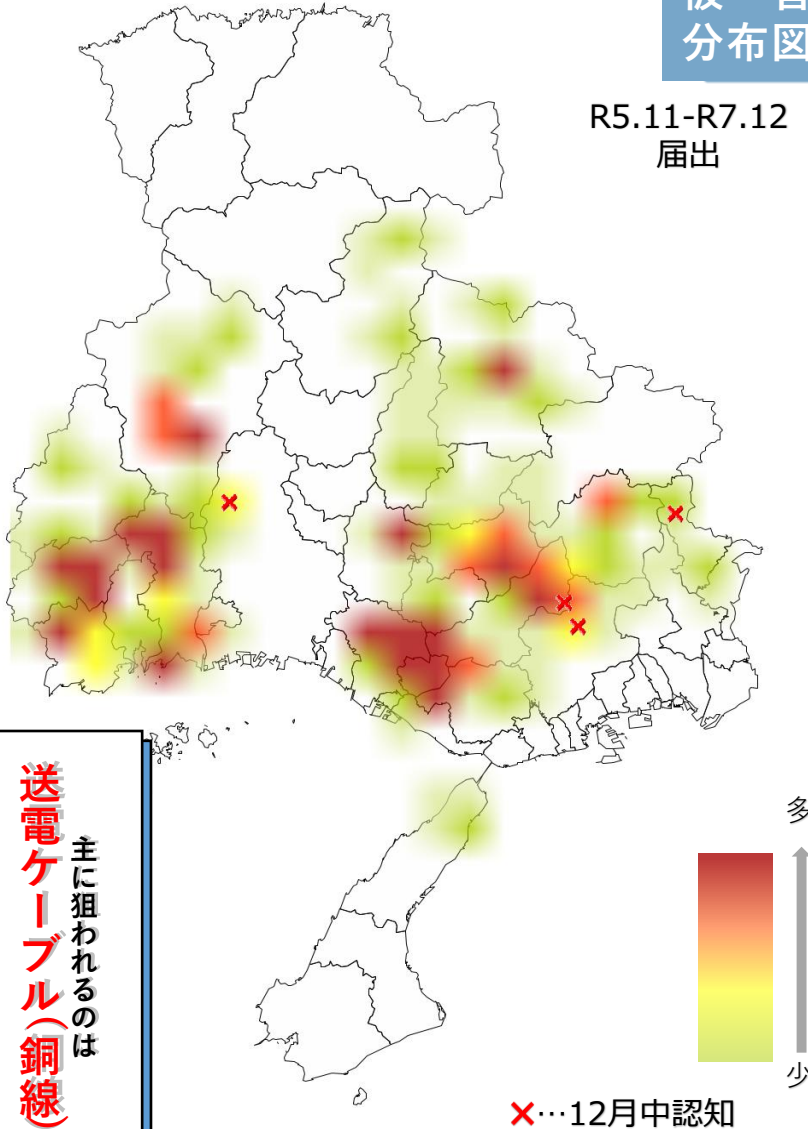 分布図
R5.11-R7.12
届出
多
少
主に狙われるのは
送電ケーブル(銅線)
×…12月中認知